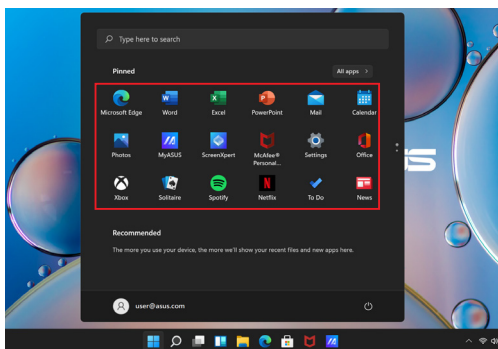 Type here to search
Pinned
All apps >
Microsoft Edge Word Excel PowerPoint Mail Calendar
Photos MyASUS ScreenXpert McAfee® Personal... Settings Office
Xbox Solitaire Spotify Netflix To Do News
Recommended
The more you use your device, the more we'll show your recent files and new apps here.
user@asus.com